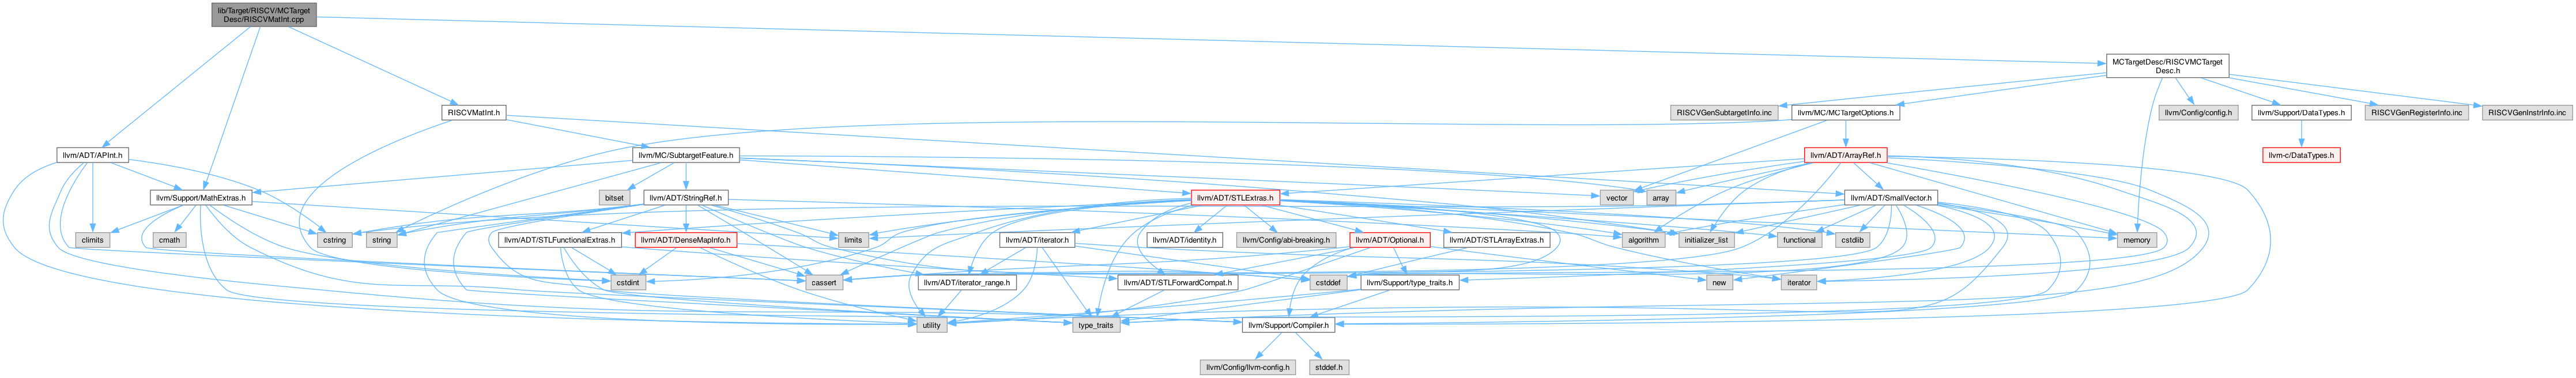 lib/Target/RISCV/MCTarget
Desc/RISCVMatInt.cpp
MCTargetDesc/RISCVMCTarget
Desc.h
RISCVMatInt.h
RISCVGenSubtargetInfo.inc
llvm/MC/MCTargetOptions.h
llvm/Config/config.h
llvm/Support/DataTypes.h
RISCVGenRegisterInfo.inc
RISCVGenInstrInfo.inc
llvm/ADT/APInt.h
llvm/MC/SubtargetFeature.h
llvm/ADT/ArrayRef.h
llvm-c/DataTypes.h
llvm/Support/MathExtras.h
bitset
llvm/ADT/StringRef.h
llvm/ADT/STLExtras.h
vector
array
llvm/ADT/SmallVector.h
climits
cmath
cstring
string
llvm/ADT/STLFunctionalExtras.h
llvm/ADT/DenseMapInfo.h
limits
llvm/ADT/iterator.h
llvm/ADT/identity.h
llvm/Config/abi-breaking.h
llvm/ADT/Optional.h
llvm/ADT/STLArrayExtras.h
algorithm
initializer_list
functional
cstdlib
memory
cstdint
cassert
llvm/ADT/iterator_range.h
llvm/ADT/STLForwardCompat.h
cstddef
llvm/Support/type_traits.h
new
iterator
utility
type_traits
llvm/Support/Compiler.h
llvm/Config/llvm-config.h
stddef.h